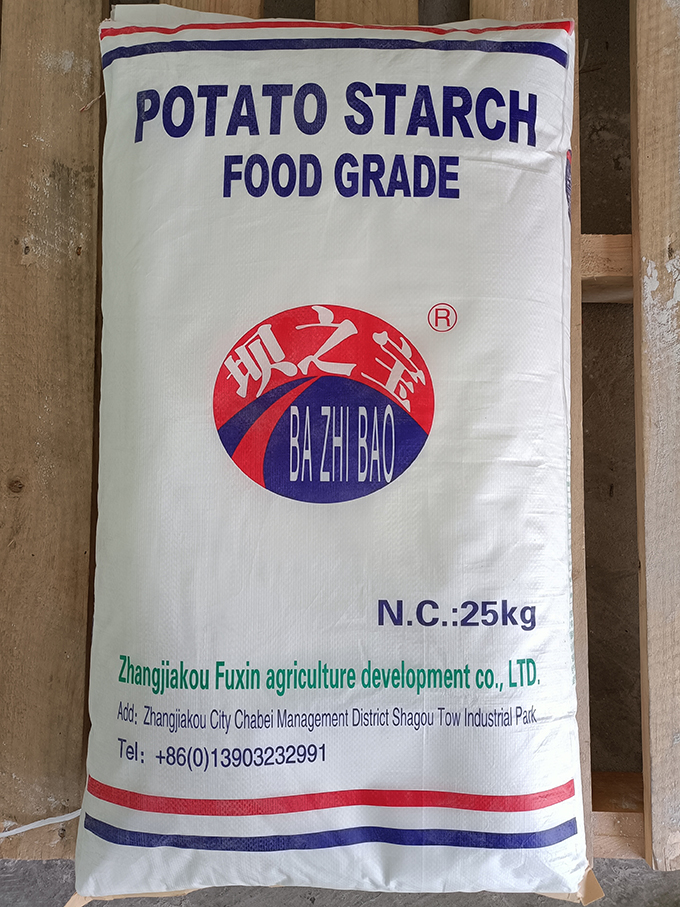 POTATO STARCH
FOOD GRADE
®
坝之宝
BA ZHI BAO
N.C.:25kg
Zhangjiakou Fuxin agriculture development co., LTD.
Add: Zhangjiakou City Chabei Management District Shagou Tow Industrial Park
Tel: +86(0)13903232991